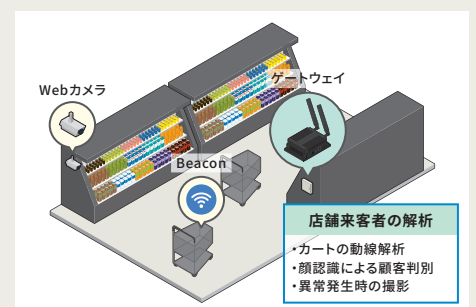 ゲートウェイ
Webカメラ
Beacon
店舗来客者の解析
・カートの動線解析
・顔認識による顧客判別
・異常発生時の撮影